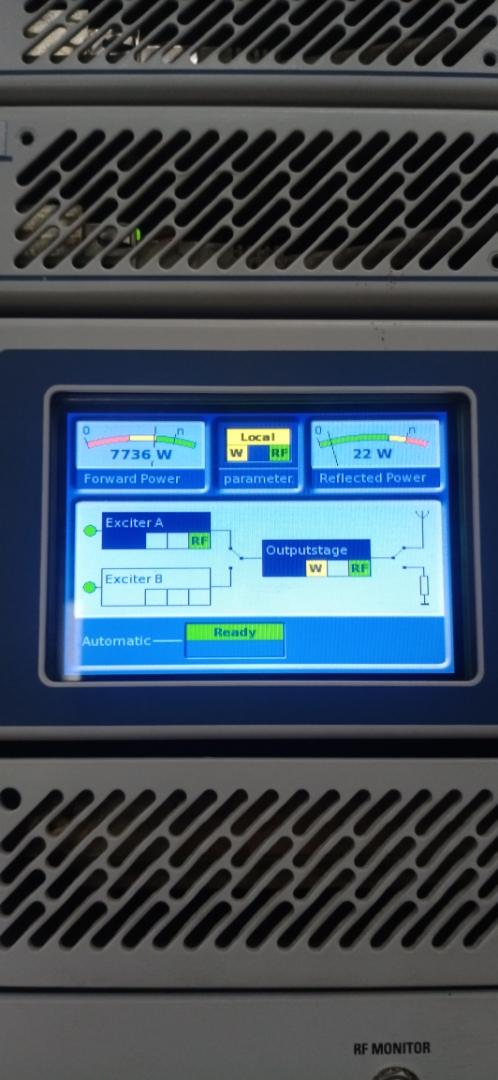 0 n
7736 W
Forward Power
Local
W RF
parameter
0 n
22 W
Reflected Power
Exciter A
RF
Exciter B
Outputstage
W RF
Automatic
Ready
RF MONITOR